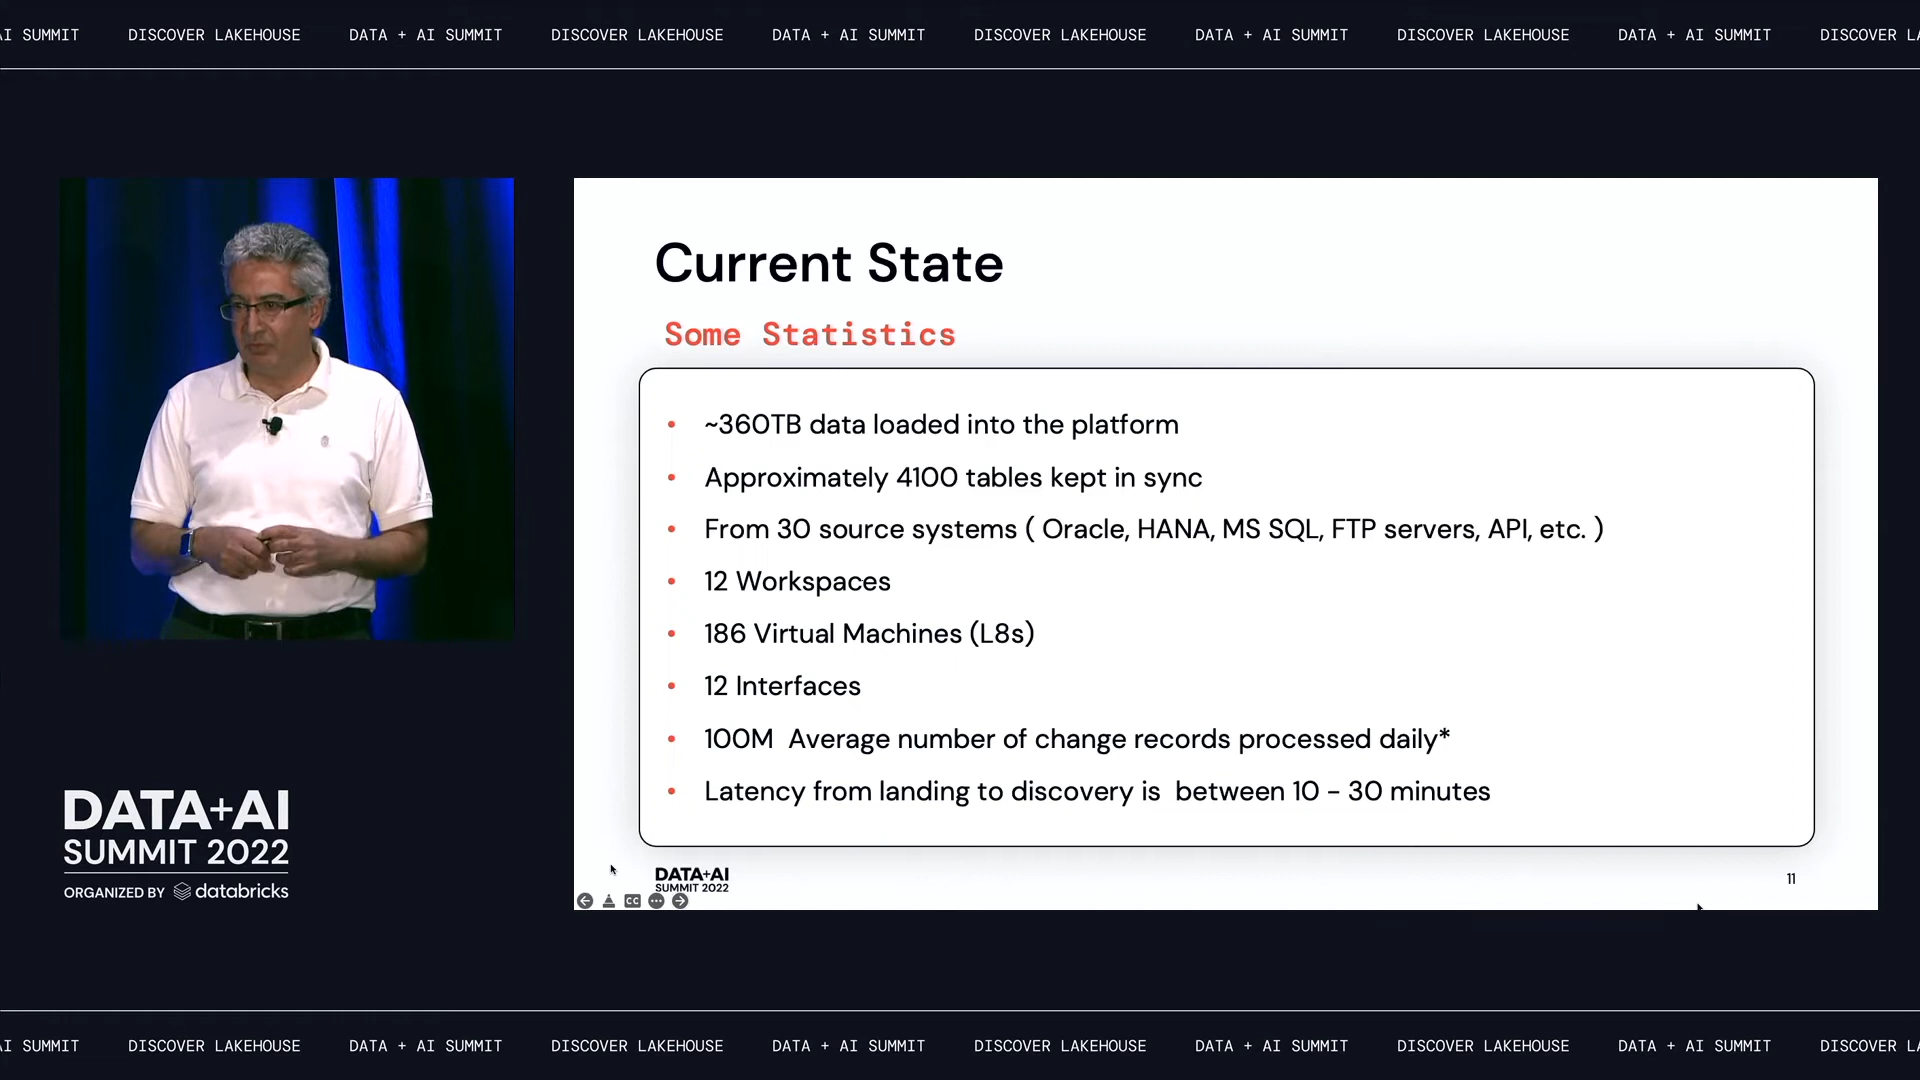 AI SUMMIT DISCOVER LAKEHOUSE DATA + AI SUMMIT DISCOVER LAKEHOUSE DATA + AI SUMMIT DISCOVER LAKEHOUSE DATA + AI SUMMIT DISCOVER LAKEHOUSE DATA + AI SUMMIT DISCOVER LA
Current State
Some Statistics
• ~360TB data loaded into the platform
• Approximately 4100 tables kept in sync
• From 30 source systems ( Oracle, HANA, MS SQL, FTP servers, API, etc. )
• 12 Workspaces
• 186 Virtual Machines (L8s)
• 12 Interfaces
• 100M  Average number of change records processed daily*
• Latency from landing to discovery is  between 10 - 30 minutes
DATA+AI
SUMMIT 2022
11
CC
DATA+AI
SUMMIT 2022
ORGANIZED BY databricks
AI SUMMIT DISCOVER LAKEHOUSE DATA + AI SUMMIT DISCOVER LAKEHOUSE DATA + AI SUMMIT DISCOVER LAKEHOUSE DATA + AI SUMMIT DISCOVER LAKEHOUSE DATA + AI SUMMIT DISCOVER LA